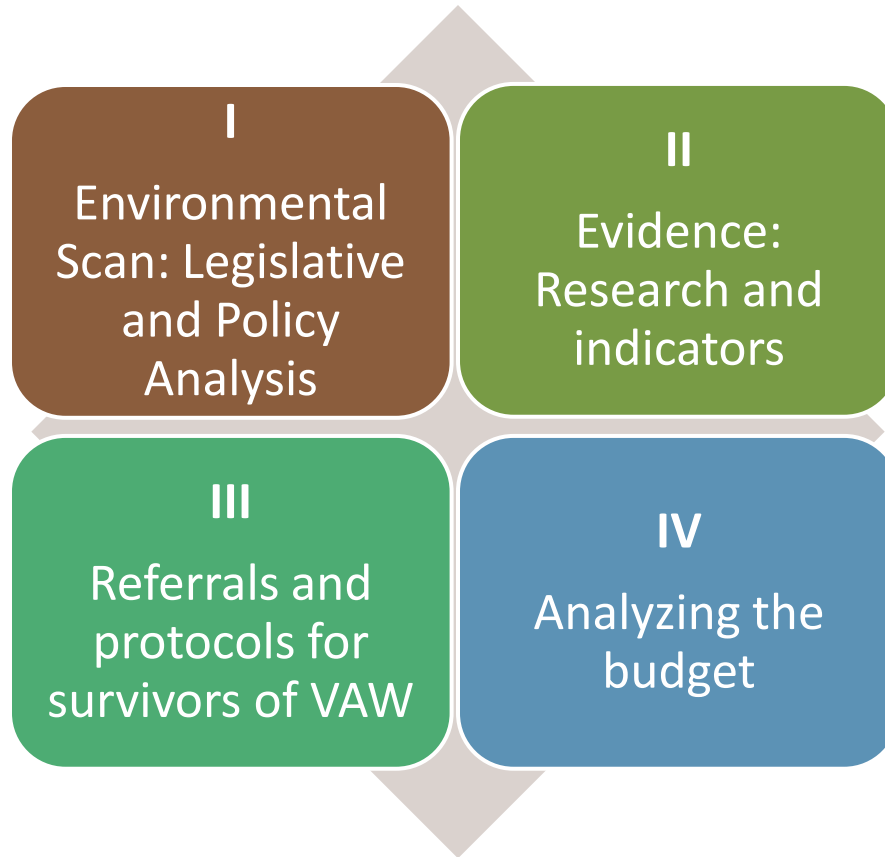 I
Environmental
Scan: Legislative
and Policy
Analysis
II
Evidence:
Research and
indicators
III
Referrals and
protocols for
survivors of VAW
IV
Analyzing the
budget